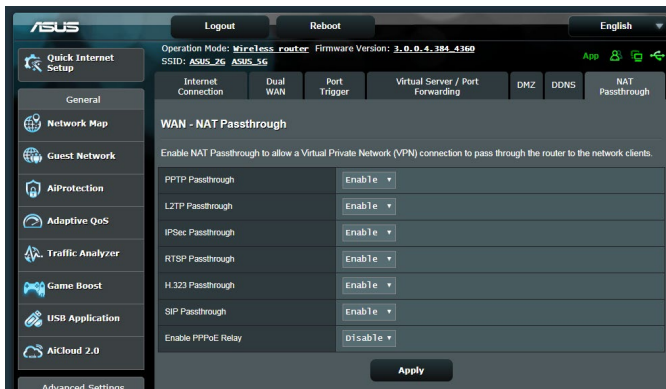 ASUS
Logout
Reboot
English
Quick Internet
Setup
Operation Mode: Wireless router Firmware Version: 3.0.0.4.384_4360
SSID: ASUS_2G ASUS_5G
App
Internet
Connection
Dual
WAN
Port
Trigger
Virtual Server / Port
Forwarding
DMZ
DDNS
NAT
Passthrough
General
Network Map
Guest Network
AiProtection
Adaptive QoS
Traffic Analyzer
Game Boost
USB Application
AiCloud 2.0
Advanced Settings
WAN - NAT Passthrough
Enable NAT Passthrough to allow a Virtual Private Network (VPN) connection to pass through the router to the network clients.
PPTP Passthrough Enable
L2TP Passthrough Enable
IPSec Passthrough Enable
RTSP Passthrough Enable
H.323 Passthrough Enable
SIP Passthrough Enable
Enable PPPoE Relay Disable
Apply